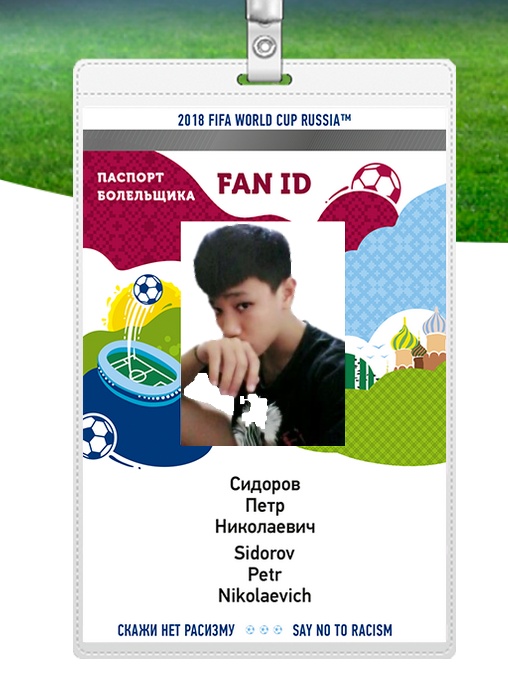 2018 FIFA WORLD CUP RUSSIA™
ПАСПОРТ
БОЛЕЛЬЩИКА
FAN ID
Сидоров
Петр
Николаевич
Sidorov
Petr
Nikolaevich
СКАЖИ НЕТ РАСИЗМУ SAY NO TO RACISM